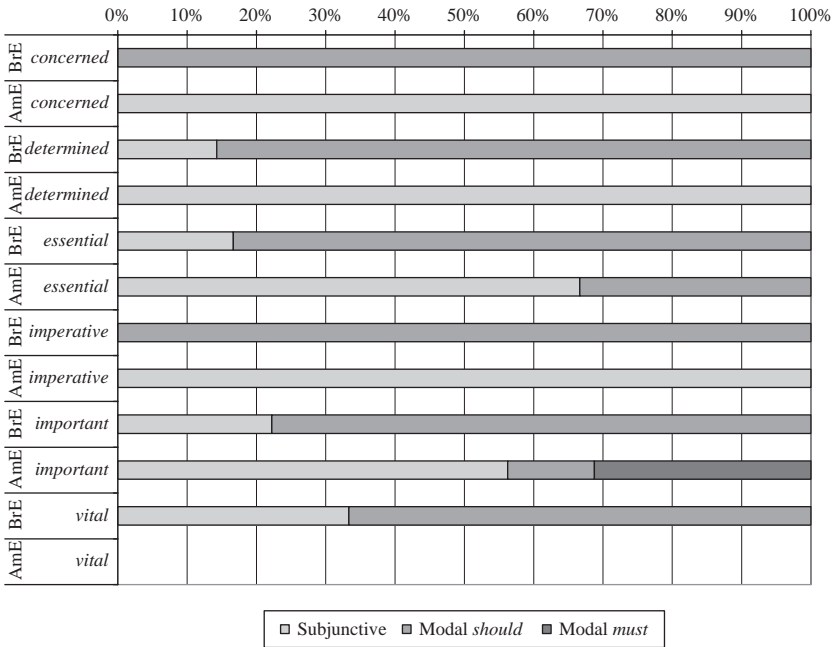 0% 10% 20% 30% 40% 50% 60% 70% 80% 90% 100%
BrE concerned
AmE concerned
BrE determined
AmE determined
BrE essential
AmE essential
BrE imperative
AmE imperative
BrE important
AmE important
BrE vital
AmE vital
Subjunctive Modal should Modal must